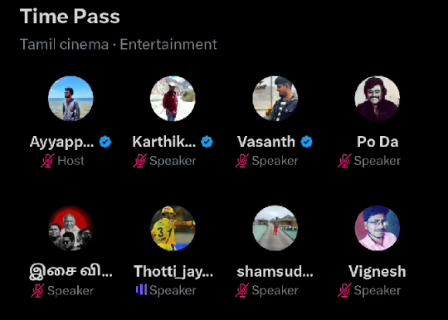 Time Pass
Tamil cinema · Entertainment
Ayyapp... Karthik... Vasanth Po Da
Host Speaker Speaker Speaker
இசை வி... Thotti_jay... shamsud... Vignesh
Speaker Speaker Speaker Speaker